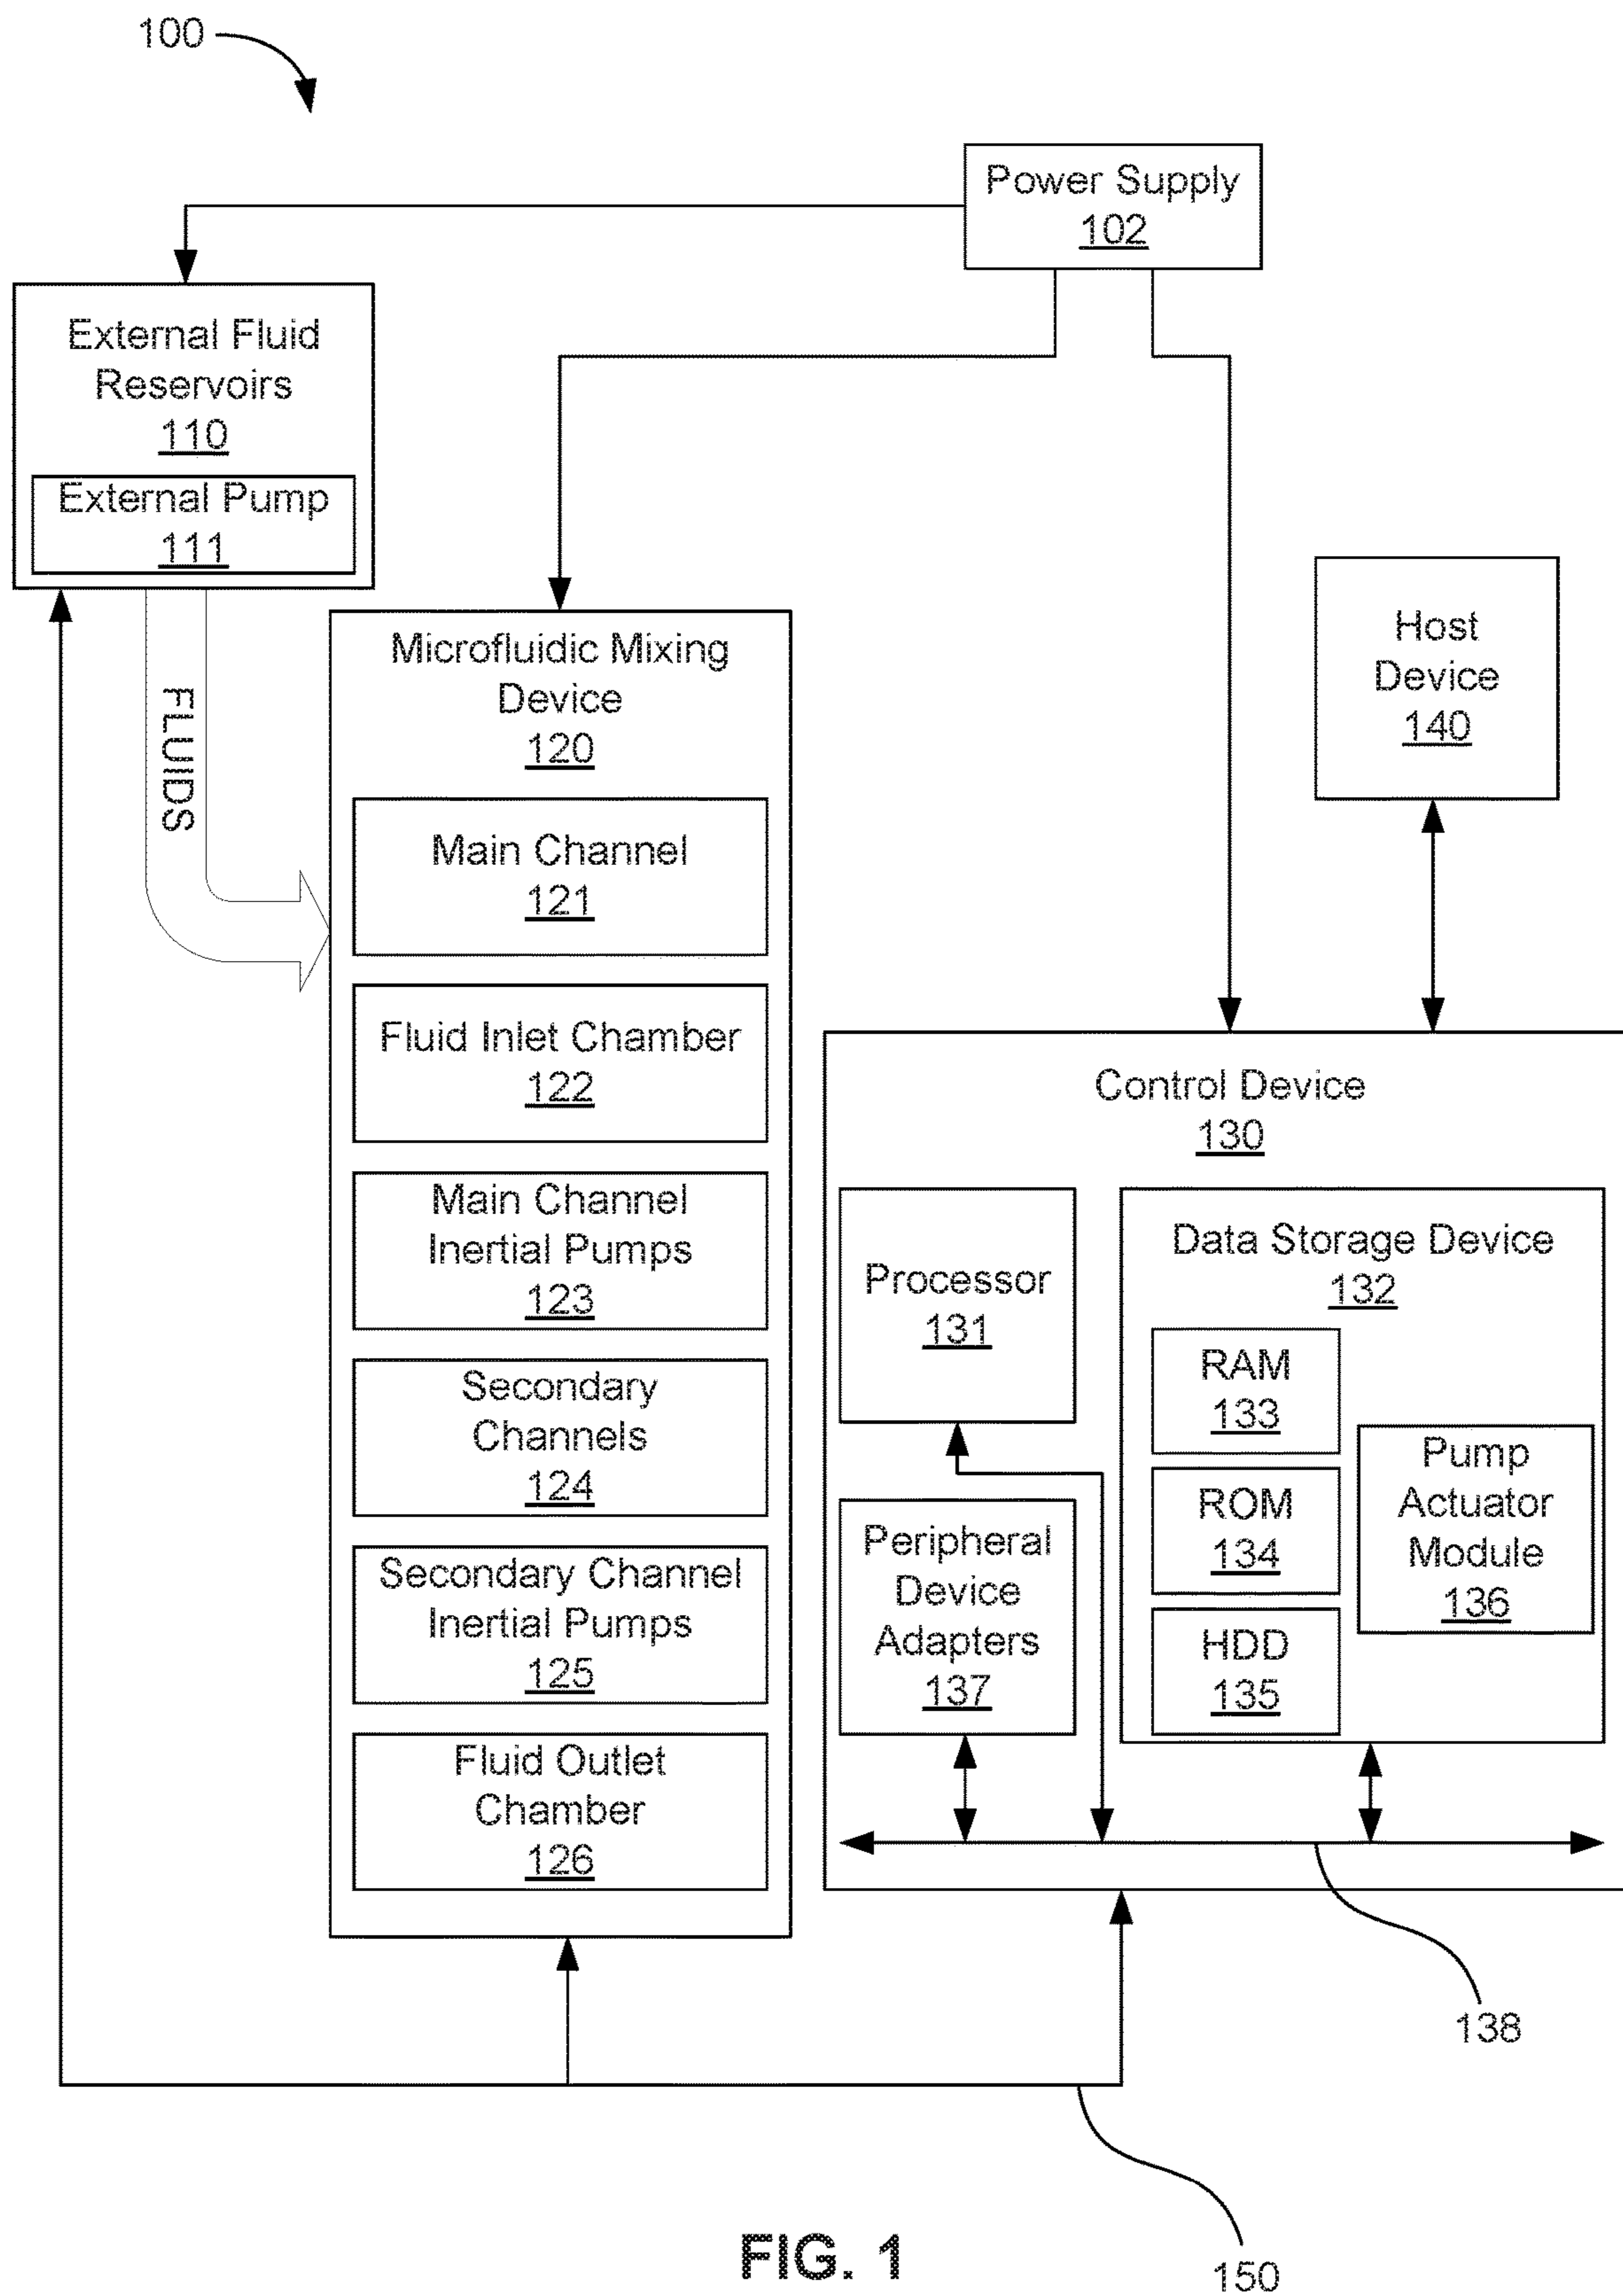 100
Power Supply
102
External Fluid
Reservoirs
110
External Pump
111
FLUIDS
Microfluidic Mixing
Device
120
Main Channel
121
Fluid Inlet Chamber
122
Main Channel
Inertial Pumps
123
Secondary
Channels
124
Secondary Channel
Inertial Pumps
125
Fluid Outlet
Chamber
126
Host
Device
140
Control Device
130
Processor
131
Peripheral
Device
Adapters
137
Data Storage Device
132
RAM
133
ROM
134
HDD
135
Pump
Actuator
Module
136
138
150
FIG. 1